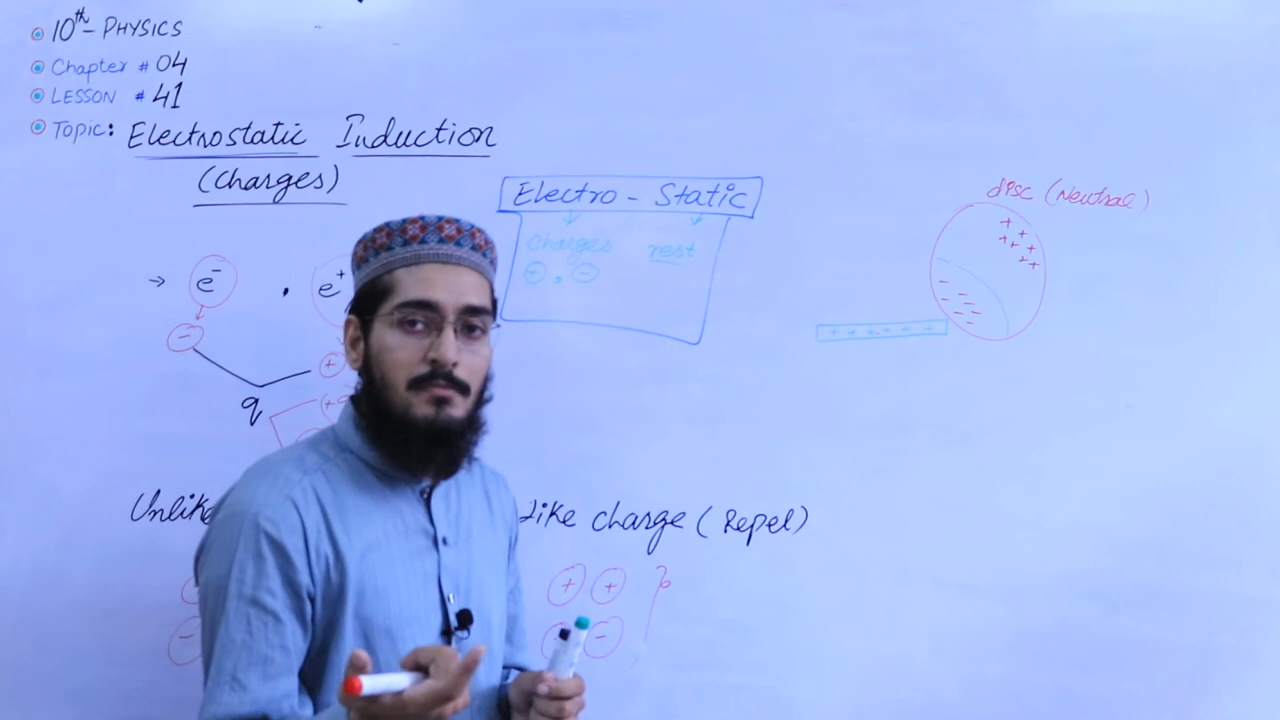 10th - PHYSICS
Chapter # 04
LESSON # 41
Topic: Electrostatic Induction
(Charges)
Electro - Static
charges rest
+ , -
disc (Neutral)
+ + + + + + + +
- - - - - - - -
+ + + + + +
→ e- , e+
- +
q
Unlike
Like charge (Repel)
+ +
-